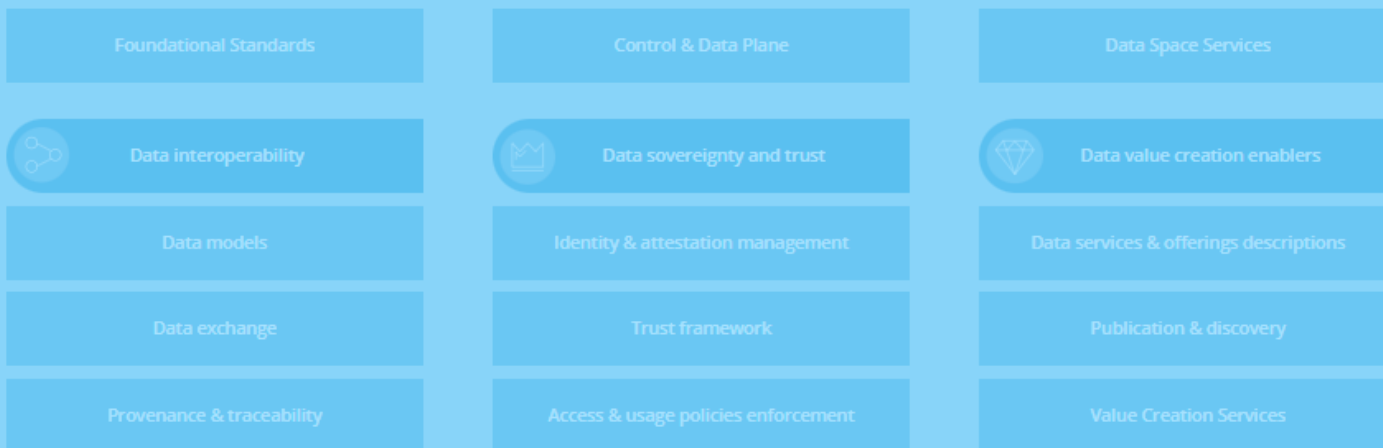 Foundational Standards
Control & Data Plane
Data Space Services
Data interoperability
Data sovereignty and trust
Data value creation enablers
Data models
Identity & attestation management
Data services & offerings descriptions
Data exchange
Trust framework
Publication & discovery
Provenance & traceability
Access & usage policies enforcement
Value Creation Services